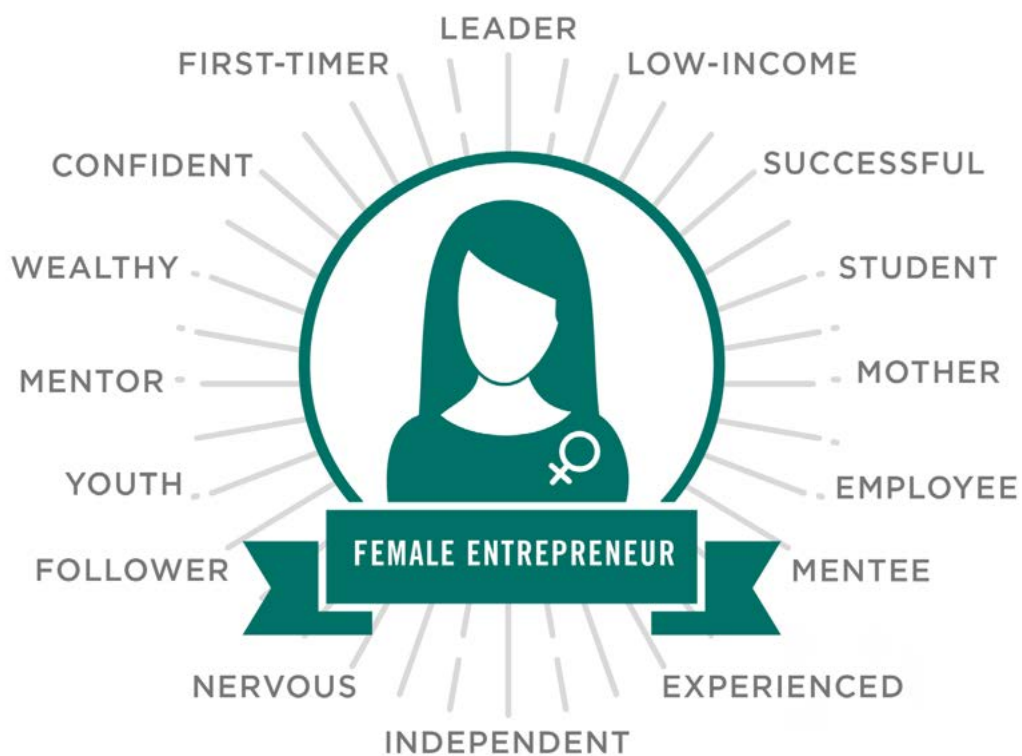 LEADER
FIRST-TIMER
LOW-INCOME
CONFIDENT
SUCCESSFUL
WEALTHY
STUDENT
MENTOR
MOTHER
YOUTH
EMPLOYEE
FEMALE ENTREPRENEUR
FOLLOWER
MENTEE
NERVOUS
EXPERIENCED
INDEPENDENT